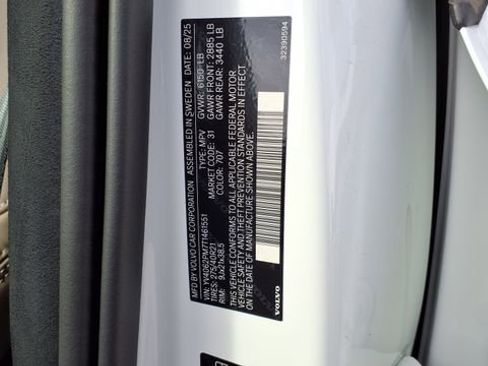 MFD BY VOLVO CAR CORPORATION ASSEMBLED IN SWEDEN DATE: 08/25
GVWR: 6150 LB
GAWR FRONT: 2885 LB
GAWR REAR: 3440 LB
VIN: YV4062PM7T1461551 TYPE: MPV
TIRES: 275/40R21 MARKET CODE: 31
RIM: 9Jx21x38.5 COLOR: 707
THIS VEHICLE CONFORMS TO ALL APPLICABLE FEDERAL MOTOR
VEHICLE SAFETY AND THEFT PREVENTION STANDARDS IN EFFECT
ON THE DATE OF MANUFACTURE SHOWN ABOVE.
VOLVO
32390594